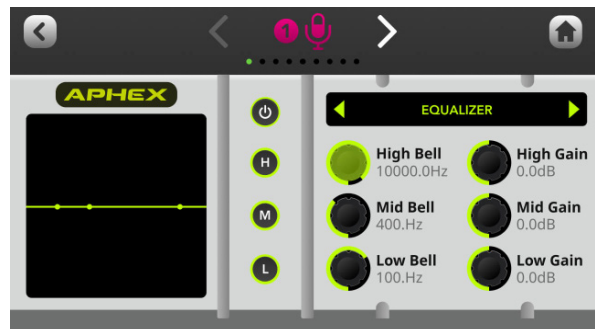 1
APHEX
EQUALIZER
H
High Bell
10000.0Hz
High Gain
0.0dB
M
Mid Bell
400.Hz
Mid Gain
0.0dB
L
Low Bell
100.Hz
Low Gain
0.0dB